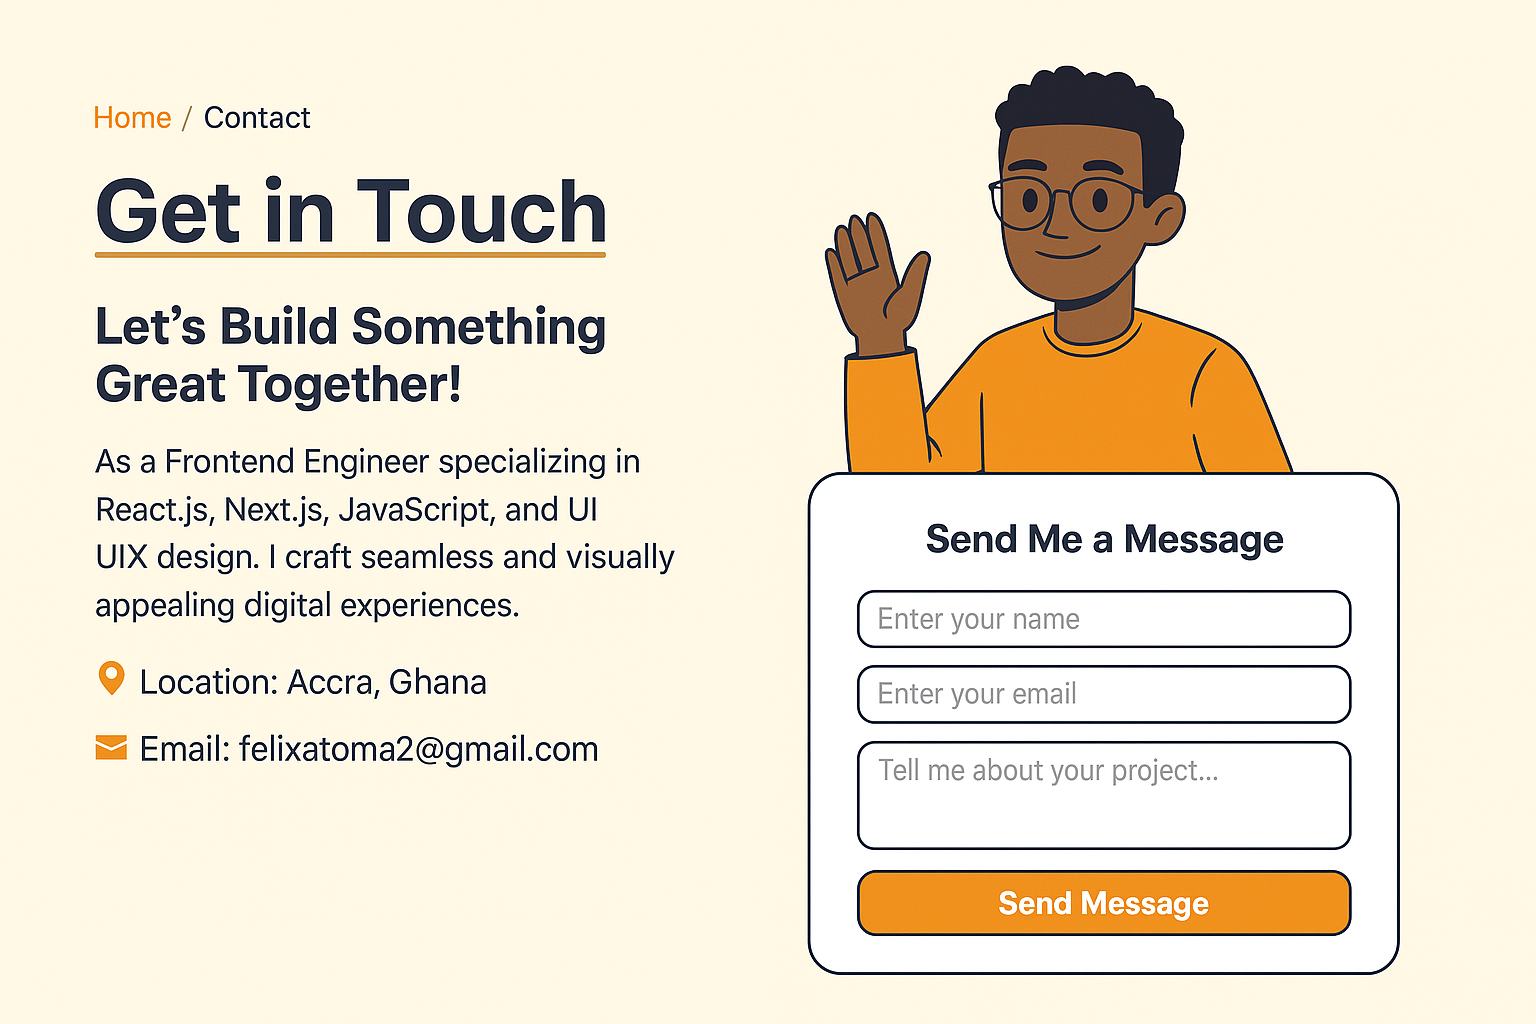 Home / Contact
Get in Touch
Let’s Build Something
Great Together!
As a Frontend Engineer specializing in
React.js, Next.js, JavaScript, and UI
UIX design. I craft seamless and visually
appealing digital experiences.
Location: Accra, Ghana
Email: felixatoma2@gmail.com
Send Me a Message
Enter your name
Enter your email
Tell me about your project...
Send Message